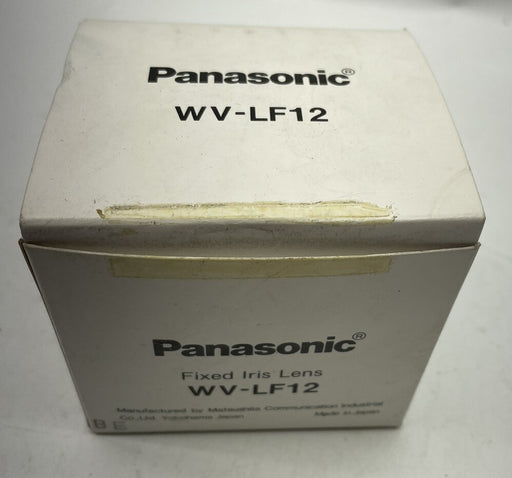 Panasonic®
WV-LF12
Panasonic®
Fixed Iris Lens
WV-LF12
Manufactured by Matsushita Communication Industrial
Co.,Ltd. Yokohama Japan Made in Japan
BE